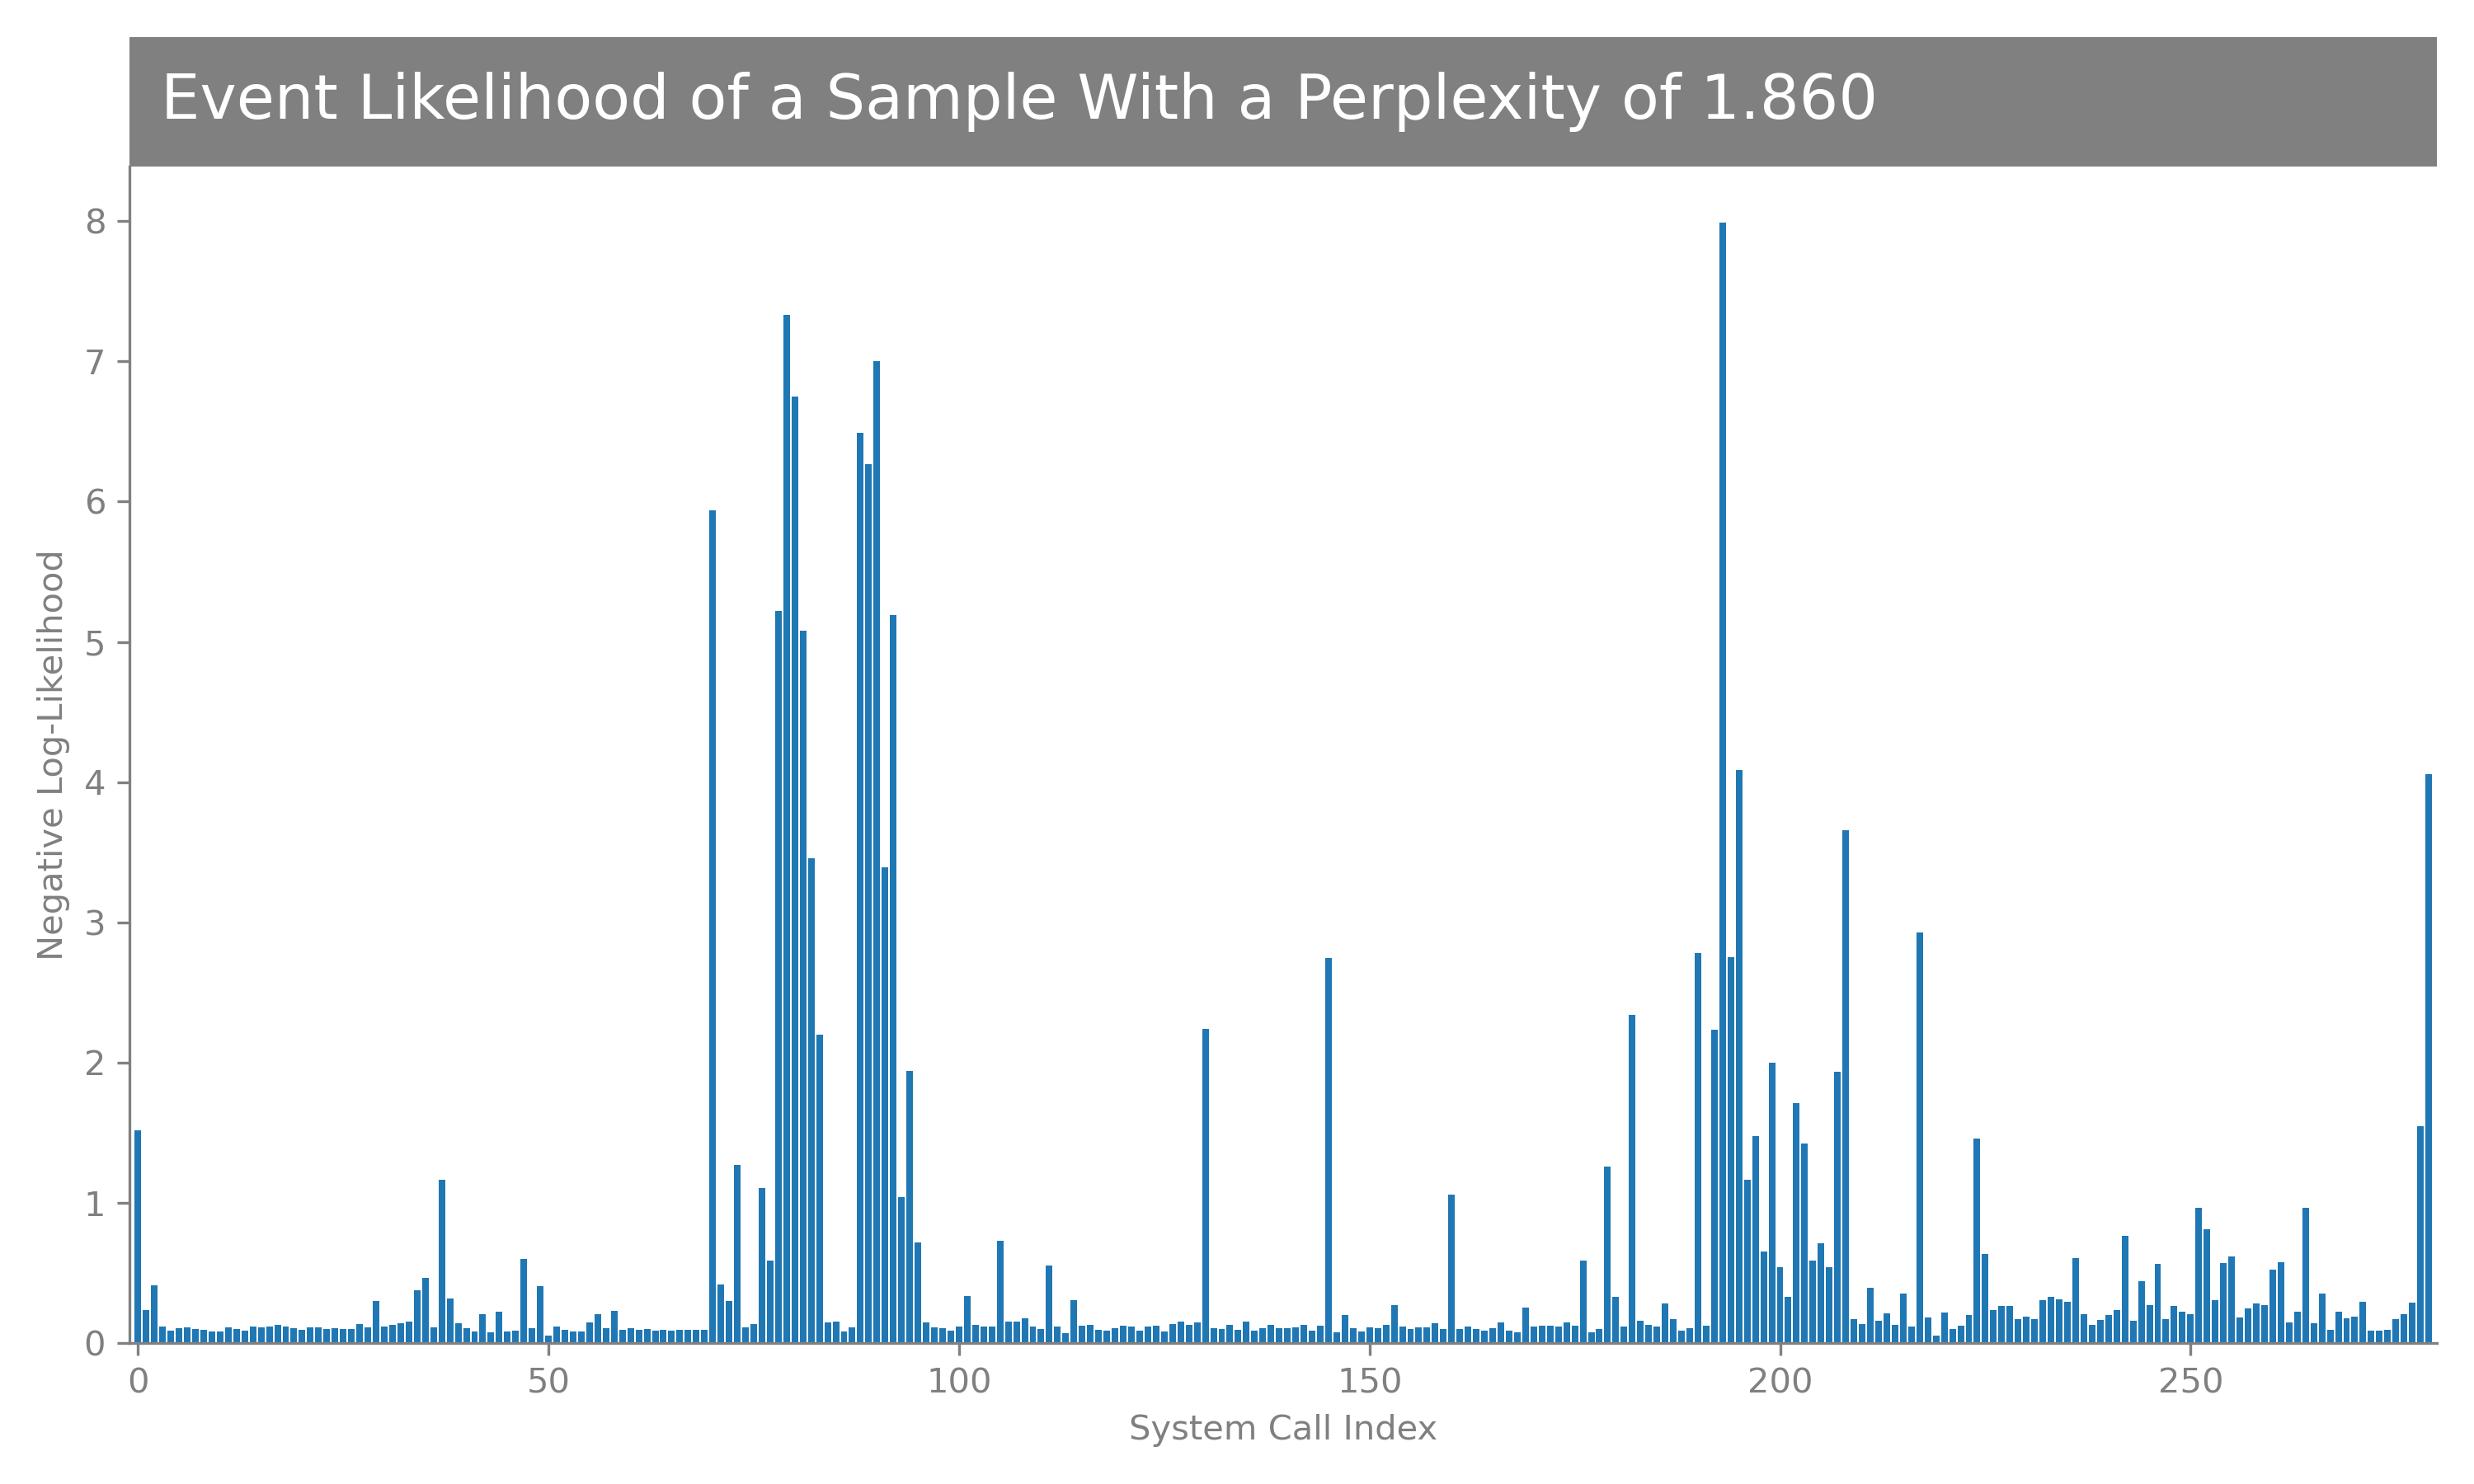 Event Likelihood of a Sample With a Perplexity of 1.860
8
7
6
5
4
3
2
1
0
Negative Log-Likelihood
0 50 100 150 200 250
System Call Index